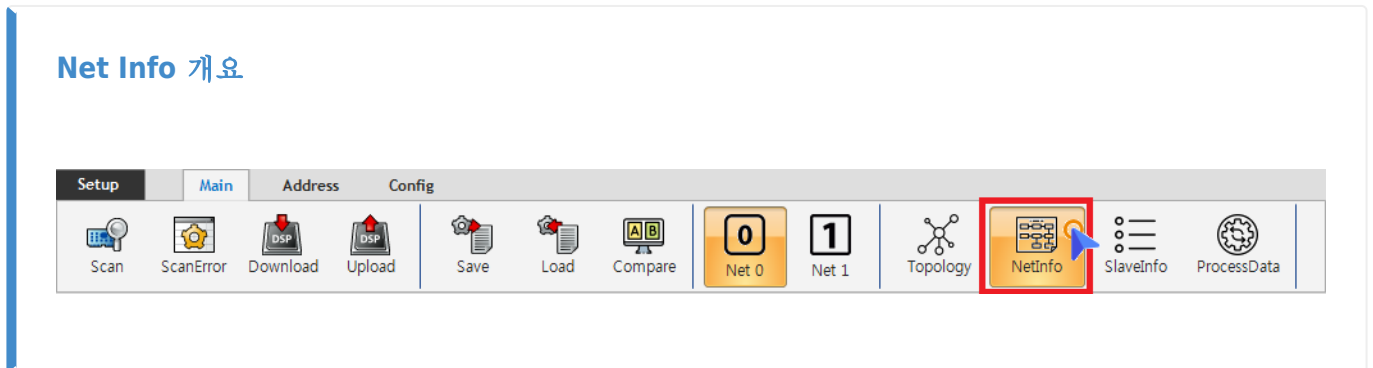 Net Info 개요
Setup Main Address Config
DSP DSP A B 0 1
Scan ScanError Download Upload Save Load Compare Net 0 Net 1 Topology NetInfo SlaveInfo ProcessData